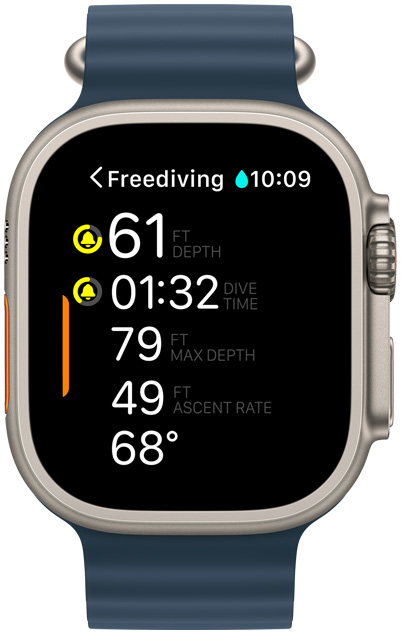 Freediving 10:09
61 FT
DEPTH
01:32 DIVE
TIME
79 FT
MAX DEPTH
49 FT
ASCENT RATE
68°